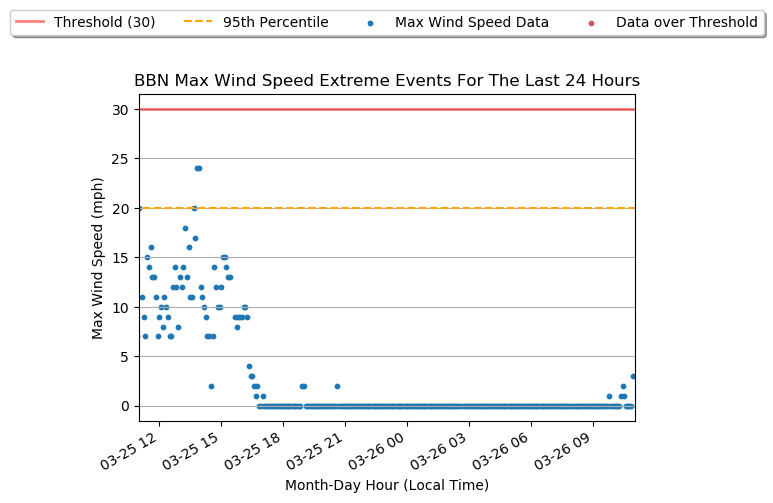 Threshold (30) 95th Percentile Max Wind Speed Data Data over Threshold
BBN Max Wind Speed Extreme Events For The Last 24 Hours
Max Wind Speed (mph)
30
25
20
15
10
5
0
03-25 12 03-25 15 03-25 18 03-25 21 03-26 00 03-26 03 03-26 06 03-26 09
Month-Day Hour (Local Time)